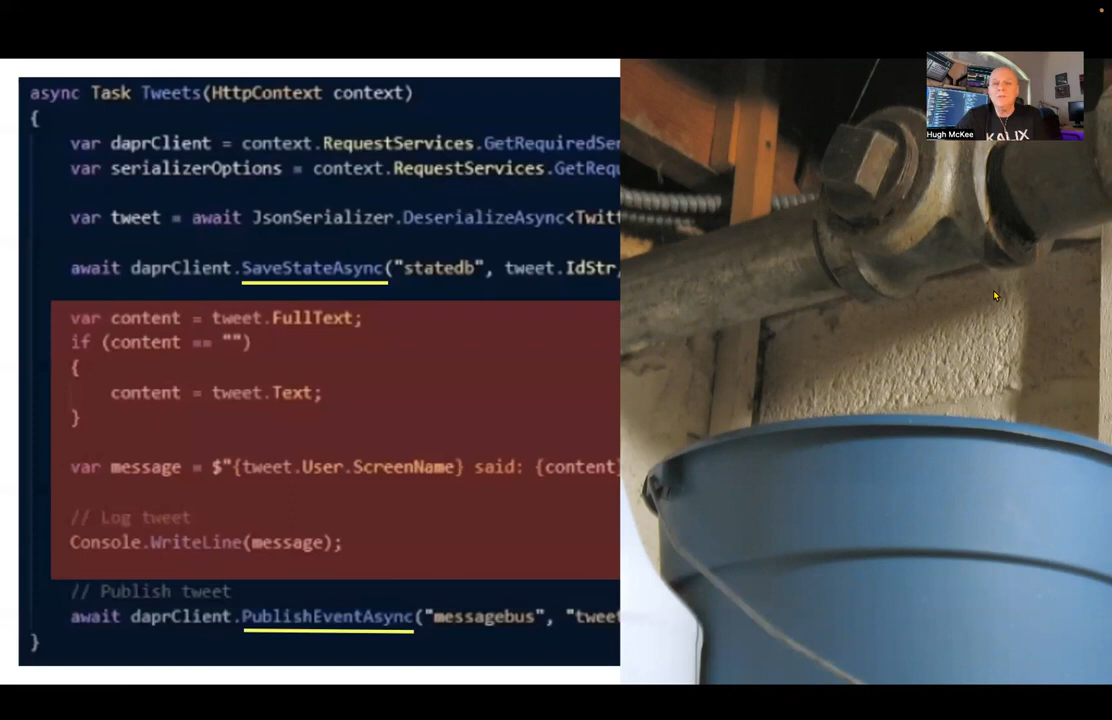 async Task Tweets(HttpContext context)
{
var daprClient = context.RequestServices.GetRequiredSer
var serializerOptions = context.RequestServices.GetRequ
var tweet = await JsonSerializer.DeserializeAsync<Twitt
await daprClient.SaveStateAsync("statedb", tweet.IdStr,
var content = tweet.FullText;
if (content == "")
{
content = tweet.Text;
}
var message = $"{tweet.User.ScreenName} said: {content}
// Log tweet
Console.WriteLine(message);
// Publish tweet
await daprClient.PublishEventAsync("messagebus", "tweet
}
Hugh McKee
KALIX